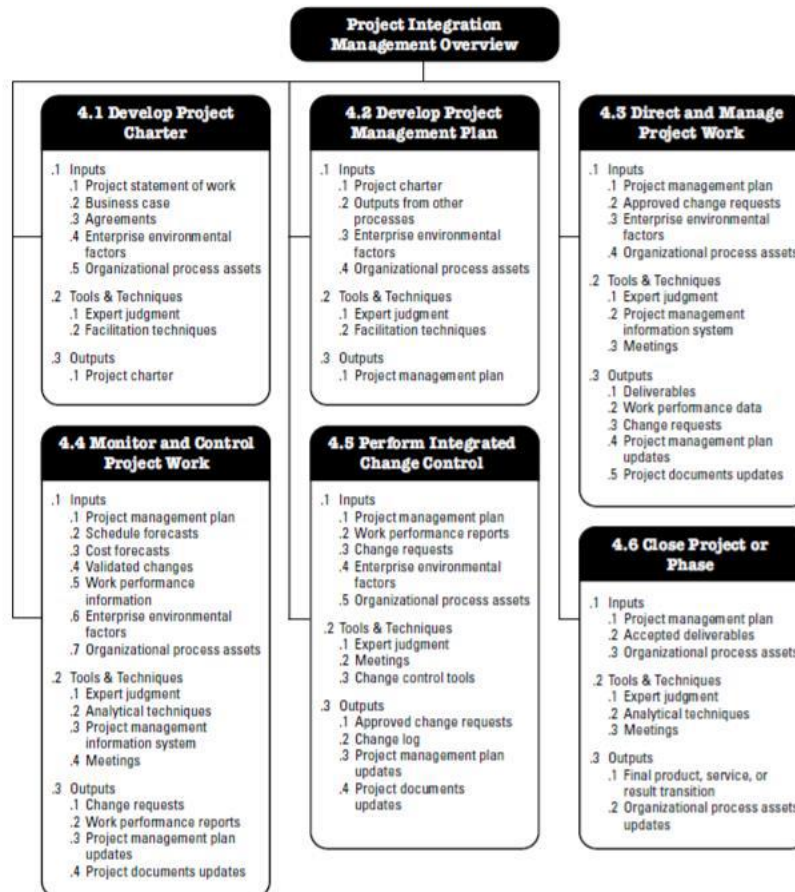 Project Integration
Management Overview
4.1 Develop Project
Charter
.1 Inputs
.1 Project statement of work
.2 Business case
.3 Agreements
.4 Enterprise environmental
factors
.5 Organizational process assets
.2 Tools & Techniques
.1 Expert judgment
.2 Facilitation techniques
.3 Outputs
.1 Project charter
4.2 Develop Project
Management Plan
.1 Inputs
.1 Project charter
.2 Outputs from other
processes
.3 Enterprise environmental
factors
.4 Organizational process assets
.2 Tools & Techniques
.1 Expert judgment
.2 Facilitation techniques
.3 Outputs
.1 Project management plan
4.3 Direct and Manage
Project Work
.1 Inputs
.1 Project management plan
.2 Approved change requests
.3 Enterprise environmental
factors
.4 Organizational process assets
.2 Tools & Techniques
.1 Expert judgment
.2 Project management
information system
.3 Meetings
.3 Outputs
.1 Deliverables
.2 Work performance data
.3 Change requests
.4 Project management plan
updates
.5 Project documents updates
4.4 Monitor and Control
Project Work
.1 Inputs
.1 Project management plan
.2 Schedule forecasts
.3 Cost forecasts
.4 Validated changes
.5 Work performance
information
.6 Enterprise environmental
factors
.7 Organizational process assets
.2 Tools & Techniques
.1 Expert judgment
.2 Analytical techniques
.3 Project management
information system
.4 Meetings
.3 Outputs
.1 Change requests
.2 Work performance reports
.3 Project management plan
updates
.4 Project documents updates
4.5 Perform Integrated
Change Control
.1 Inputs
.1 Project management plan
.2 Work performance reports
.3 Change requests
.4 Enterprise environmental
factors
.5 Organizational process assets
.2 Tools & Techniques
.1 Expert judgment
.2 Meetings
.3 Change control tools
.3 Outputs
.1 Approved change requests
.2 Change log
.3 Project management plan
updates
.4 Project documents
updates
4.6 Close Project or
Phase
.1 Inputs
.1 Project management plan
.2 Accepted deliverables
.3 Organizational process assets
.2 Tools & Techniques
.1 Expert judgment
.2 Analytical techniques
.3 Meetings
.3 Outputs
.1 Final product, service, or
result transition
.2 Organizational process assets
updates